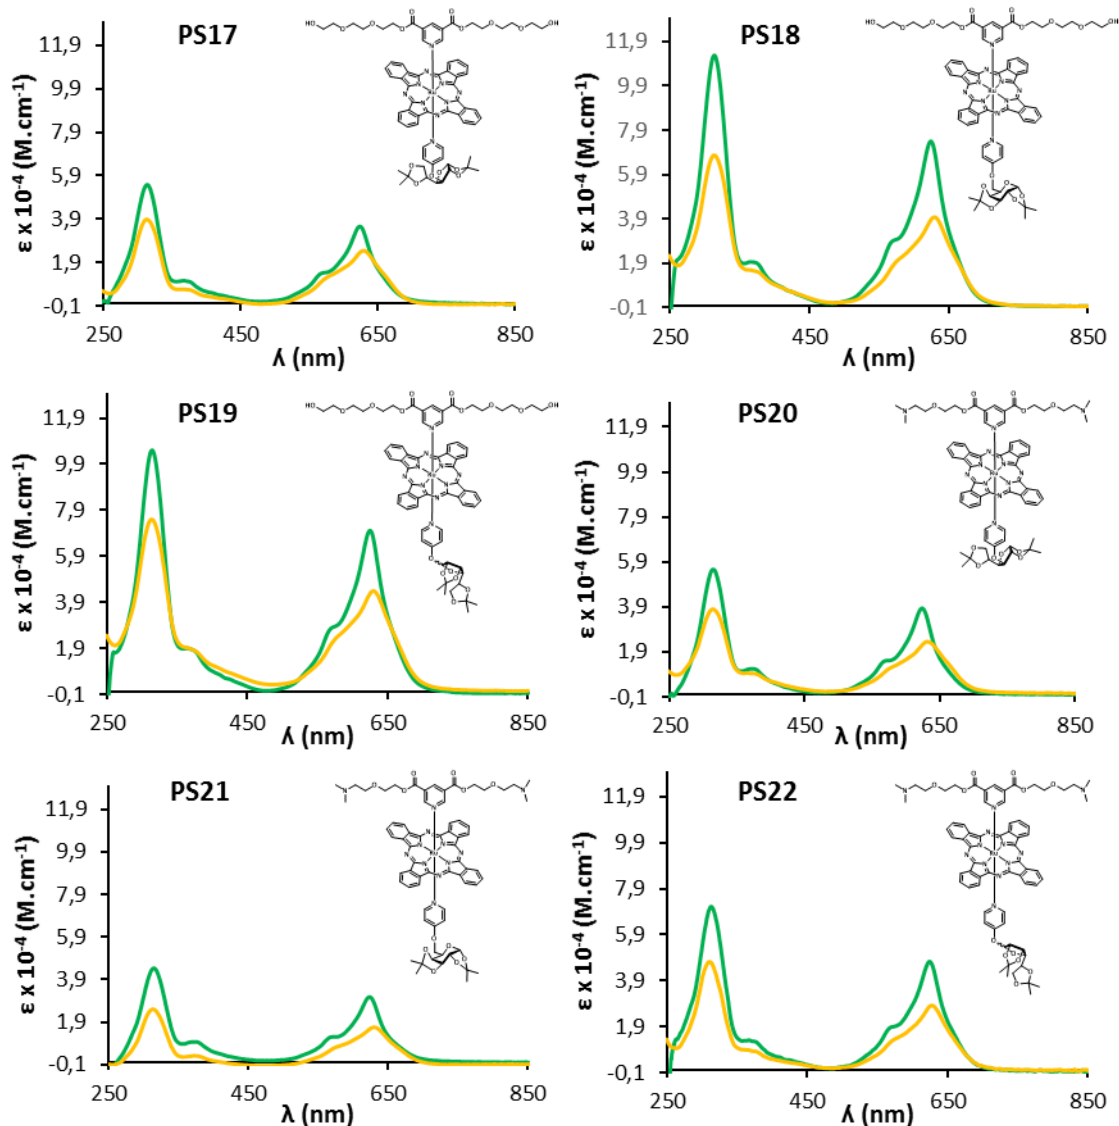 PS17
ε x 10⁻⁴ (M.cm⁻¹)
11,9
9,9
7,9
5,9
3,9
1,9
-0,1
250 450 650 850
ʎ (nm)
PS18
ε x 10⁻⁴ (M.cm⁻¹)
11,9
9,9
7,9
5,9
3,9
1,9
-0,1
250 450 650 850
ʎ (nm)
PS19
ε x 10⁻⁴ (M.cm⁻¹)
11,9
9,9
7,9
5,9
3,9
1,9
-0,1
250 450 650 850
ʎ (nm)
PS20
ε x 10⁻⁴ (M.cm⁻¹)
11,9
9,9
7,9
5,9
3,9
1,9
-0,1
250 450 650 850
λ (nm)
PS21
ε x 10⁻⁴ (M.cm⁻¹)
11,9
9,9
7,9
5,9
3,9
1,9
-0,1
250 450 650 850
λ (nm)
PS22
ε x 10⁻⁴ (M.cm⁻¹)
11,9
9,9
7,9
5,9
3,9
1,9
-0,1
250 450 650 850
ʎ (nm)